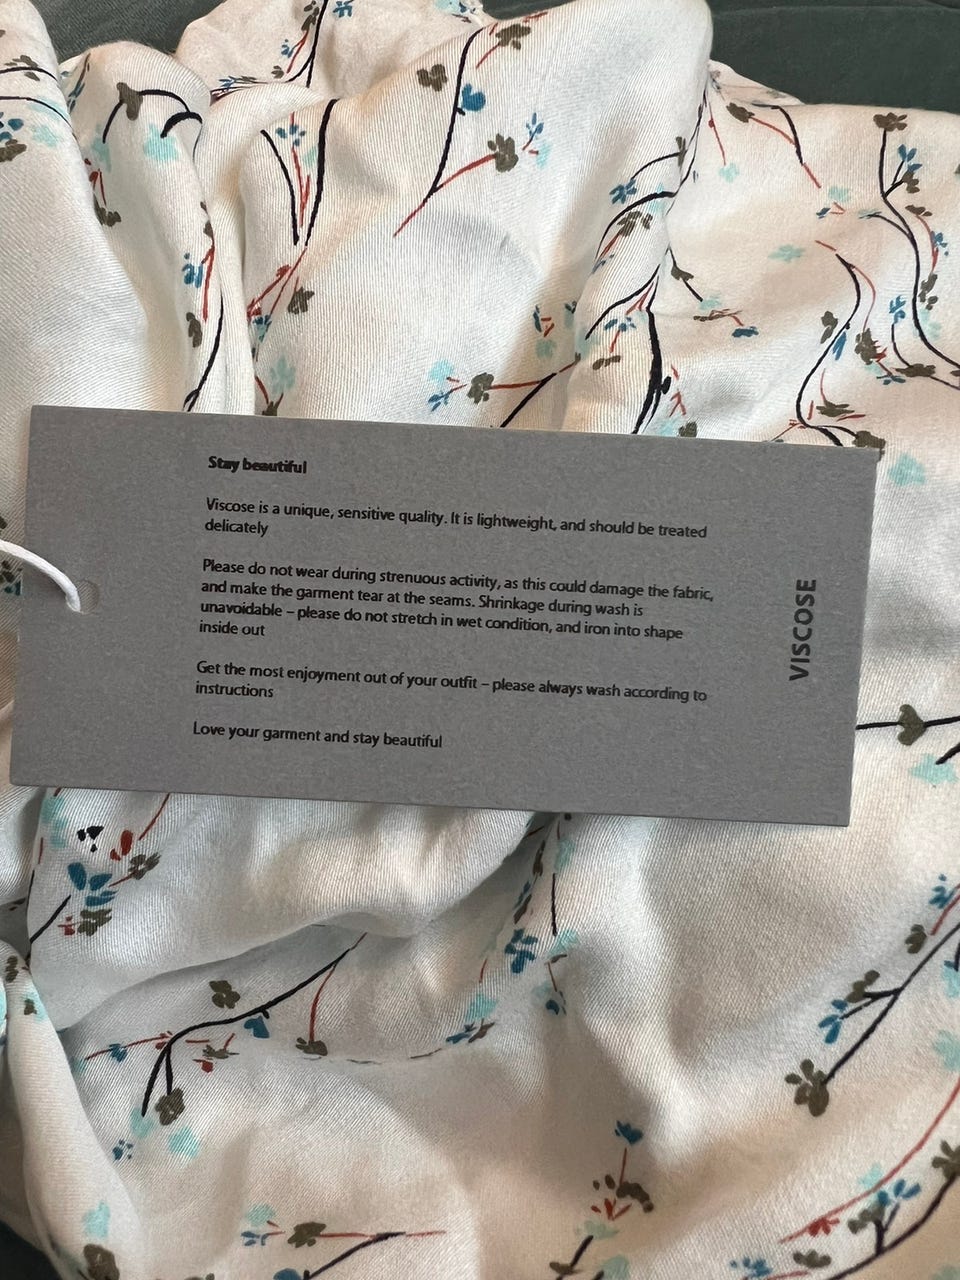 Stay beautiful
Viscose is a unique, sensitive quality. It is lightweight, and should be treated
delicately
Please do not wear during strenuous activity, as this could damage the fabric,
and make the garment tear at the seams. Shrinkage during wash is
unavoidable – please do not stretch in wet condition, and iron into shape
inside out
Get the most enjoyment out of your outfit – please always wash according to
instructions
Love your garment and stay beautiful
VISCOSE